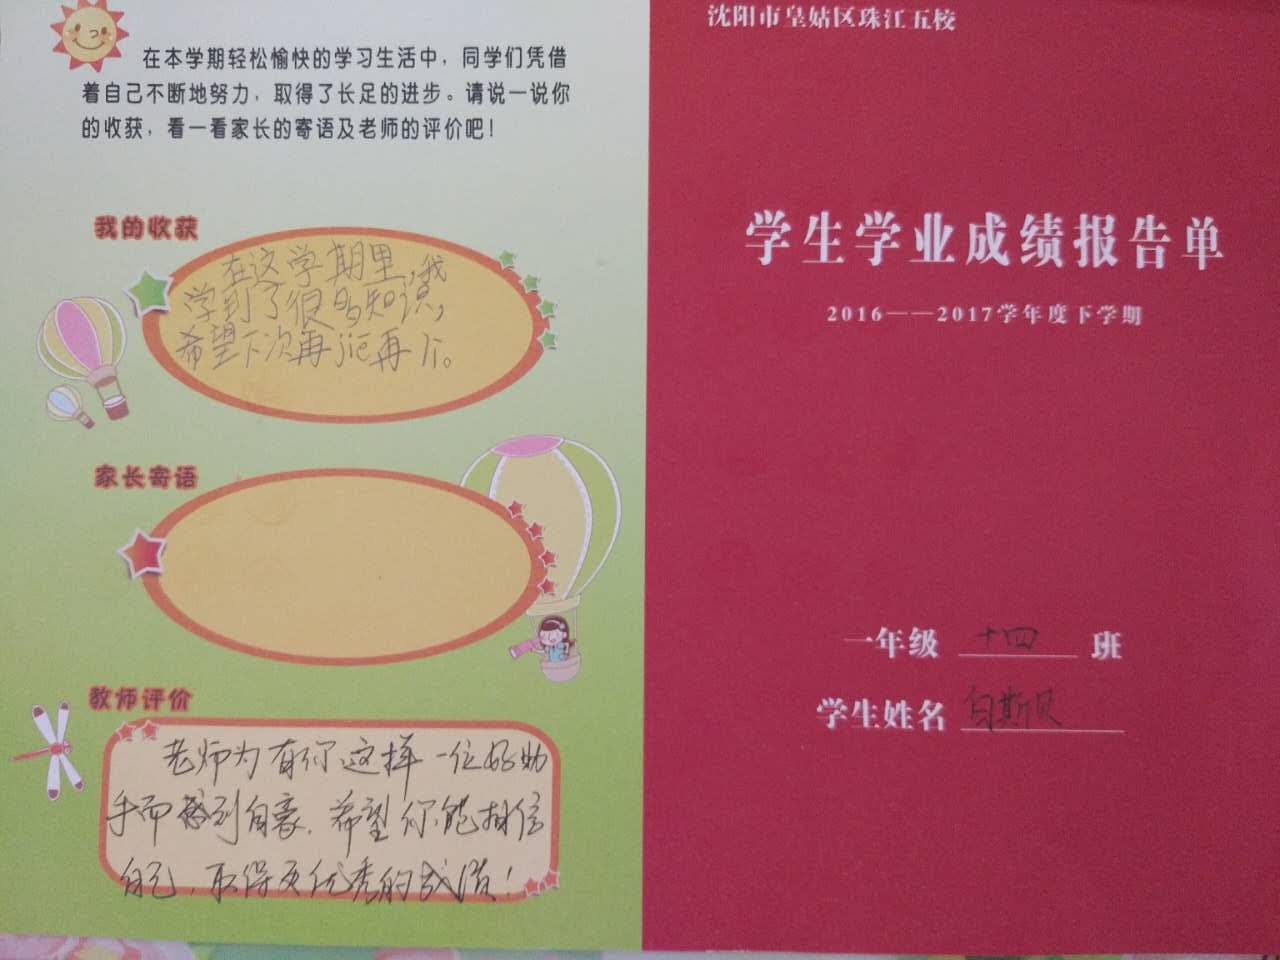 在本学期轻松愉快的学习生活中，同学们凭借
着自己不断地努力，取得了长足的进步。请说一说你
的收获，看一看家长的寄语及老师的评价吧！
我的收获
在这学期里,我
学到了很多知识,
希望下次再jie再li。
家长寄语
教师评价
老师为有你这样一位好助
手而感到自豪.希望你能相信
自己,取得更优秀的成绩!
沈阳市皇姑区珠江五校
学生学业成绩报告单
2016——2017学年度下学期
一年级 十四 班
学生姓名 白斯贝